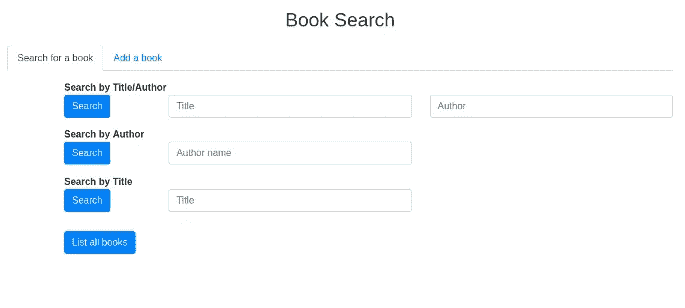 Book Search
Search for a book Add a book
Search by Title/Author
Search Title Author
Search by Author
Search Author name
Search by Title
Search Title
List all books